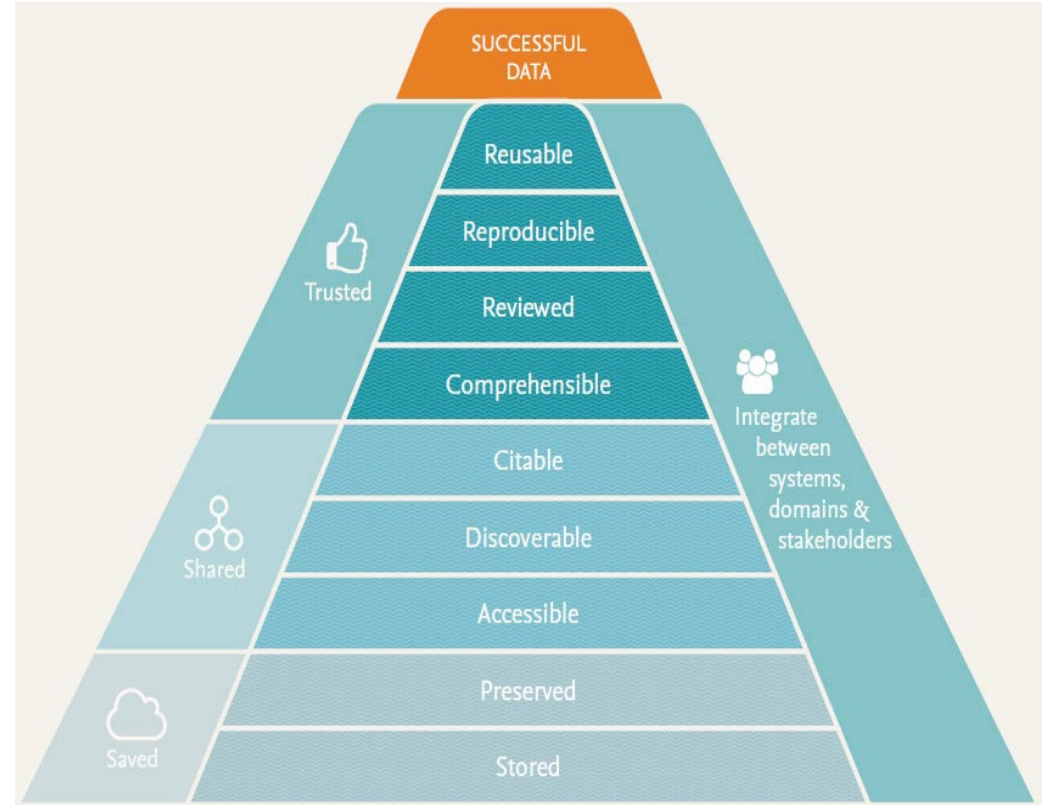 SUCCESSFUL
DATA
Reusable
Reproducible
Trusted
Reviewed
Comprehensible
Integrate
between
systems,
domains &
stakeholders
Citable
Discoverable
Shared
Accessible
Preserved
Saved
Stored